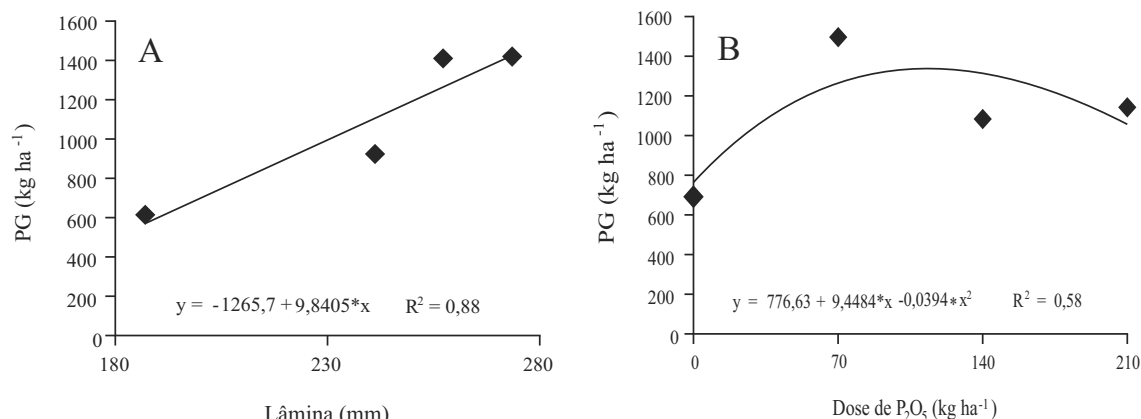 A
1600
1400
1200
1000
800
600
400
200
0
PG (kg ha⁻¹)
180 230 280
Lâmina (mm)
y = -1265,7 + 9,8405*x R² = 0,88
B
1600
1400
1200
1000
800
600
400
200
0
PG (kg ha⁻¹)
0 70 140 210
Dose de P₂O₅ (kg ha⁻¹)
y = 776,63 + 9,4484*x -0,0394*x² R² = 0,58